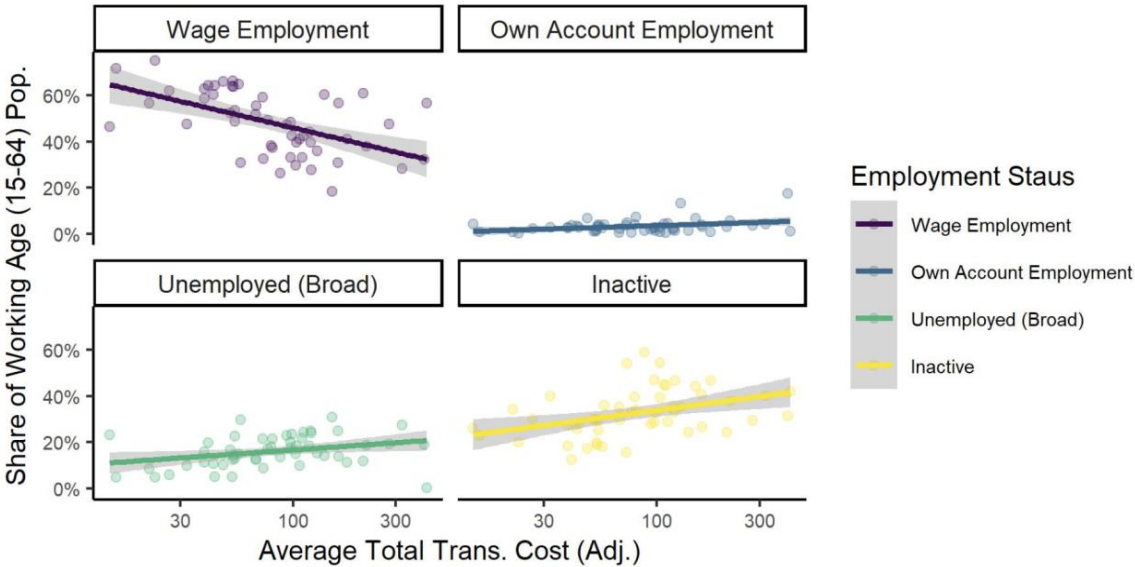 Wage Employment
Own Account Employment
60%
40%
20%
0%
Unemployed (Broad)
Inactive
60%
40%
20%
0%
30
100
300
30
100
300
Average Total Trans. Cost (Adj.)
Share of Working Age (15-64) Pop.
Employment Staus
Wage Employment
Own Account Employment
Unemployed (Broad)
Inactive